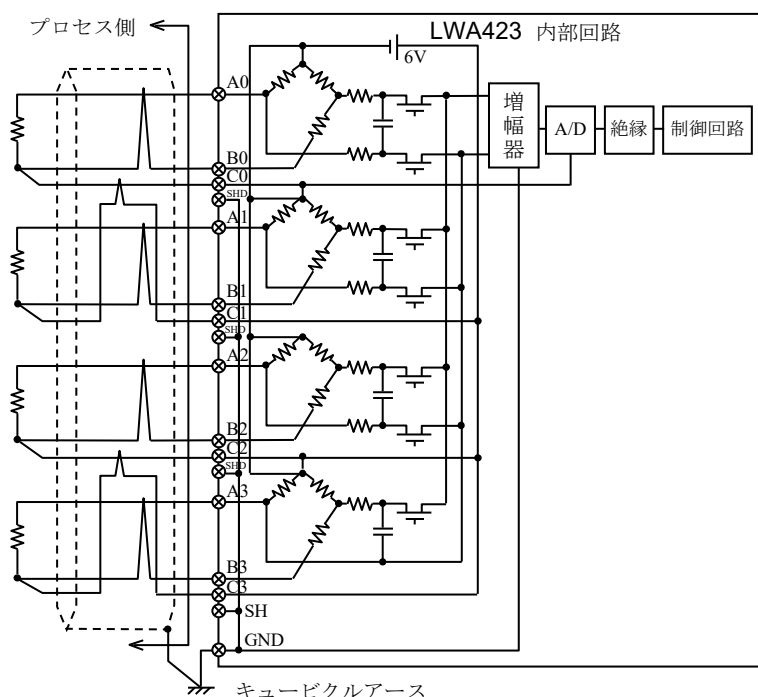 プロセス側
LWA423 内部回路
6V
A0
B0
C0
SHD
増幅器
A/D
絶縁
制御回路
A1
B1
C1
SHD
A2
B2
C2
SHD
A3
B3
C3
SH
GND
キュービクルアース